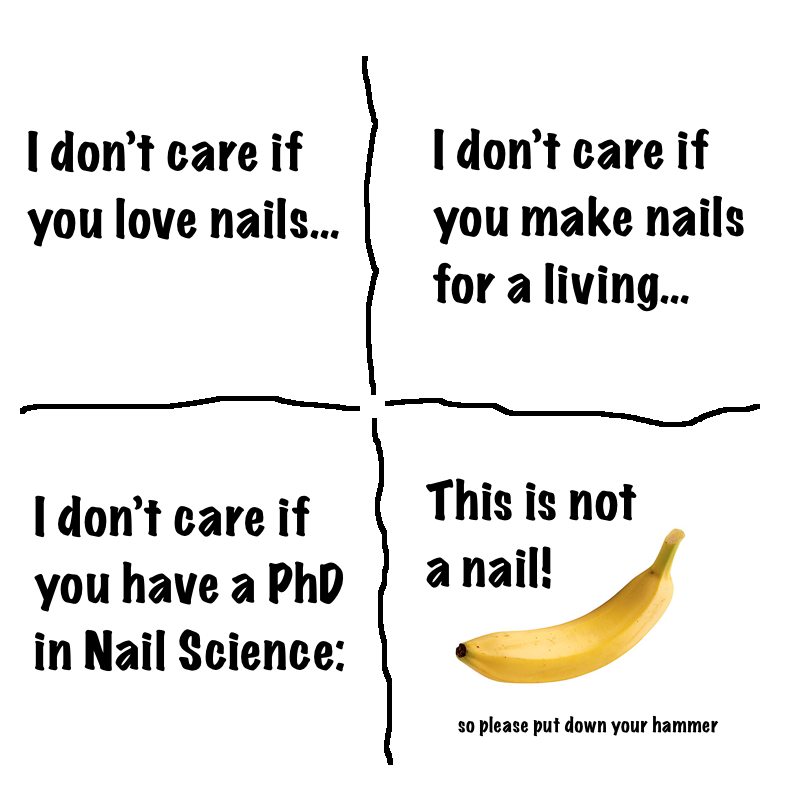 I don't care if
you love nails...
I don't care if
you make nails
for a living...
I don't care if
you have a PhD
in Nail Science:
This is not
a nail!
so please put down your hammer